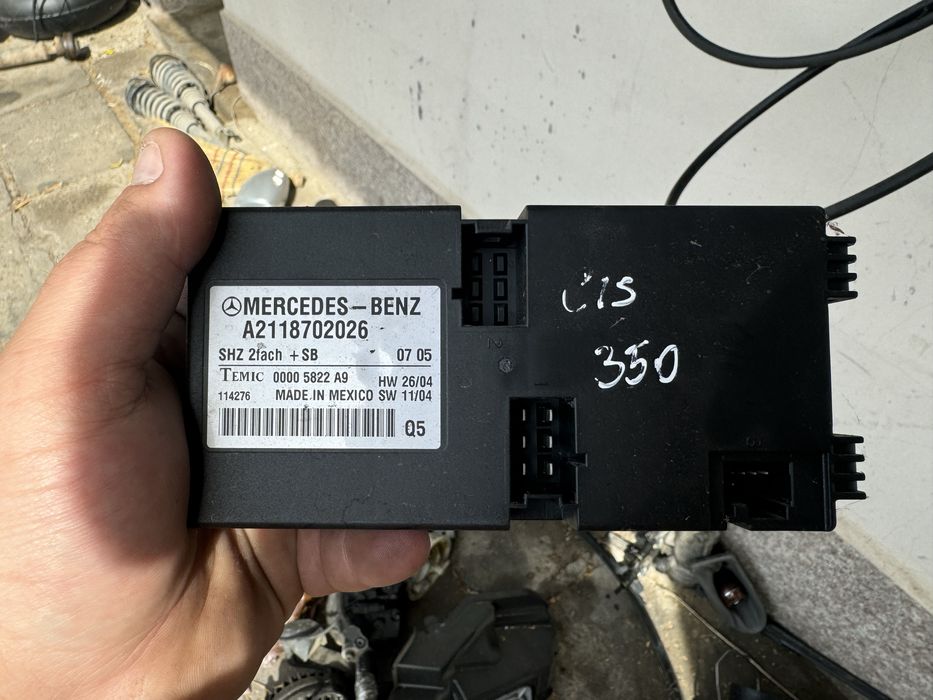 MERCEDES-BENZ
A2118702026
SHZ 2fach +SB 07 05
TEMIC 0000 5822 A9 HW 26/04
114276 MADE IN MEXICO SW 11/04
Q5
2
350